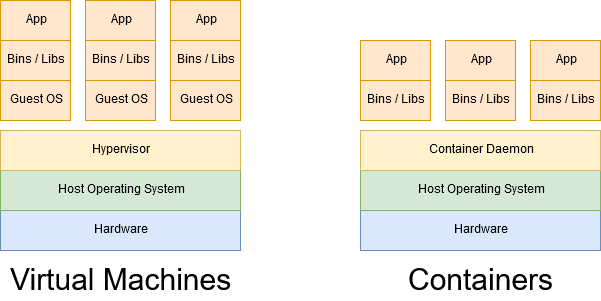 App
App
App
Bins / Libs
Bins / Libs
Bins / Libs
Guest OS
Guest OS
Guest OS
Hypervisor
Host Operating System
Hardware
Virtual Machines
App
App
App
Bins / Libs
Bins / Libs
Bins / Libs
Container Daemon
Host Operating System
Hardware
Containers